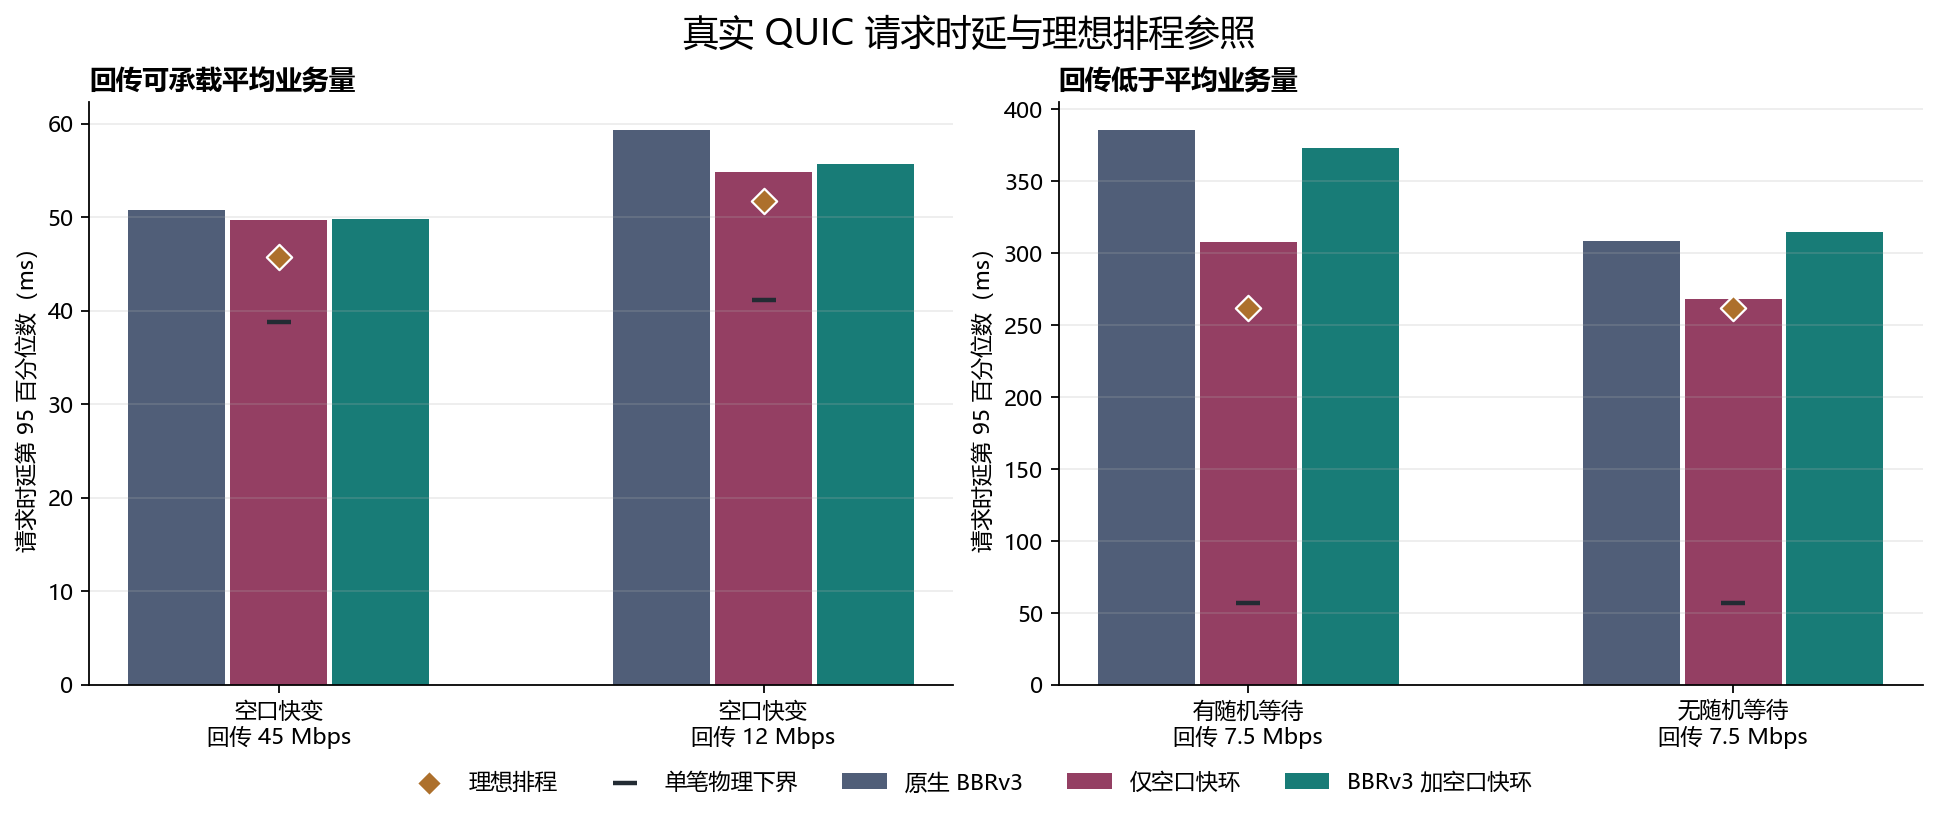 真实 QUIC 请求时延与理想排程参照
回传可承载平均业务量
请求时延第 95 百分位数（ms）
60
50
40
30
20
10
0
空口快变
回传 45 Mbps
空口快变
回传 12 Mbps
回传低于平均业务量
请求时延第 95 百分位数（ms）
400
350
300
250
200
150
100
50
0
有随机等待
回传 7.5 Mbps
无随机等待
回传 7.5 Mbps
理想排程
单笔物理下界
原生 BBRv3
仅空口快环
BBRv3 加空口快环